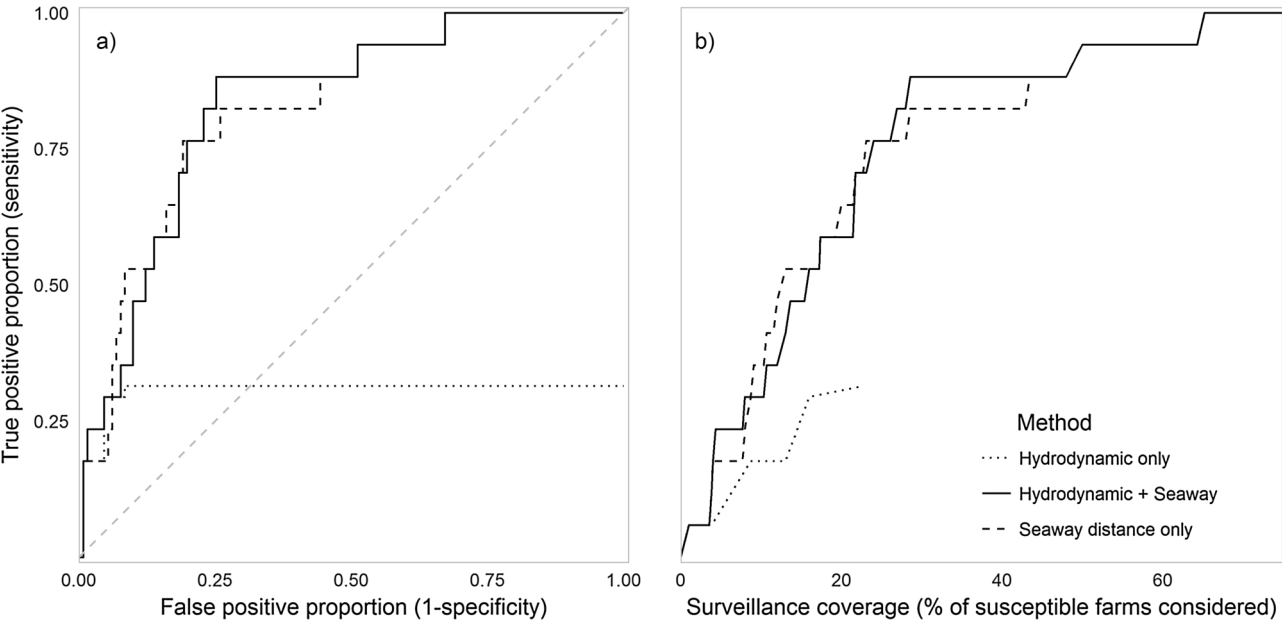 a)
1.00
0.75
0.50
0.25
True positive proportion (sensitivity)
0.00
0.25
0.50
0.75
1.00
False positive proportion (1-specificity)
b)
Method
Hydrodynamic only
Hydrodynamic + Seaway
Seaway distance only
0
20
40
60
Surveillance coverage (% of susceptible farms considered)